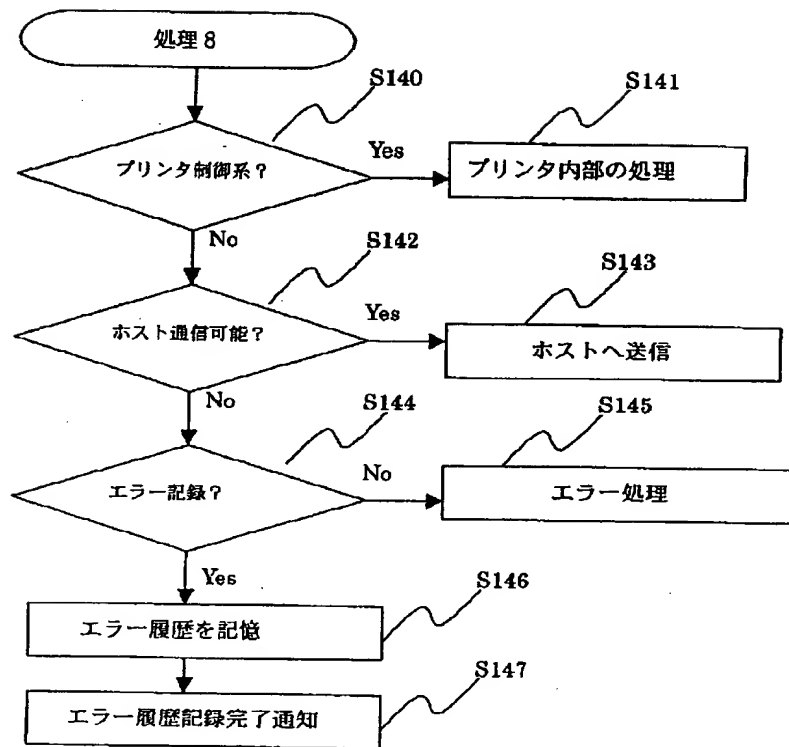 処理8
S140
S141
プリンタ制御系？
Yes
プリンタ内部の処理
No
S142
S143
ホスト通信可能？
Yes
ホストへ送信
No
S144
S145
エラー記録？
No
エラー処理
Yes
S146
エラー履歴を記憶
S147
エラー履歴記録完了通知